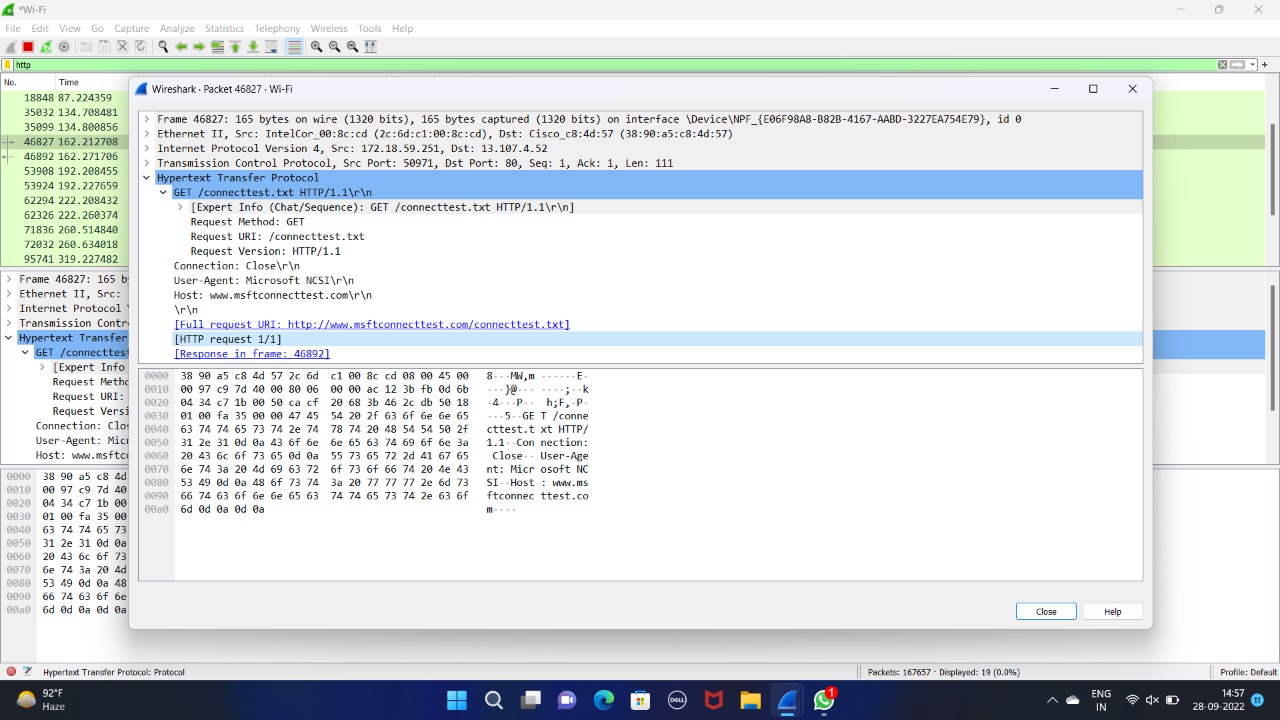 *Wi-Fi
File Edit View Go Capture Analyze Statistics Telephony Wireless Tools Help
http
No. Time
18848 87.224359
35032 134.708481
35099 134.800856
46827 162.212708
46892 162.271706
53908 192.208455
53924 192.227659
62294 222.208432
62326 222.260374
71836 260.514840
72032 260.634018
95741 319.227482
Frame 46827: 165 by
Ethernet II, Src:
Internet Protocol
Transmission Contr
Hypertext Transfer
GET /connecttest
[Expert Info
Request Metho
Request URI:
Request Versi
Connection: Clos
User-Agent: Micr
Host: www.msftc
0000 38 90 a5 c8 4d
0010 00 97 c9 7d 40
0020 04 34 c7 1b 00
0030 01 00 fa 35 00
0040 63 74 74 65 73
0050 31 2e 31 0d 0a
0060 20 43 6c 6f 73
0070 6e 74 3a 20 4d
0080 53 49 0d 0a 48
0090 66 74 63 6f 6e
00a0 6d 0d 0a 0d 0a
Wireshark · Packet 46827 · Wi-Fi
Frame 46827: 165 bytes on wire (1320 bits), 165 bytes captured (1320 bits) on interface \Device\NPF_{E06F98A8-B82B-4167-AABD-3227EA754E79}, id 0
Ethernet II, Src: IntelCor_00:8c:cd (2c:6d:c1:00:8c:cd), Dst: Cisco_c8:4d:57 (38:90:a5:c8:4d:57)
Internet Protocol Version 4, Src: 172.18.59.251, Dst: 13.107.4.52
Transmission Control Protocol, Src Port: 50971, Dst Port: 80, Seq: 1, Ack: 1, Len: 111
Hypertext Transfer Protocol
GET /connecttest.txt HTTP/1.1\r\n
[Expert Info (Chat/Sequence): GET /connecttest.txt HTTP/1.1\r\n]
Request Method: GET
Request URI: /connecttest.txt
Request Version: HTTP/1.1
Connection: Close\r\n
User-Agent: Microsoft NCSI\r\n
Host: www.msftconnecttest.com\r\n
\r\n
[Full request URI: http://www.msftconnecttest.com/connecttest.txt]
[HTTP request 1/1]
[Response in frame: 46892]
0000 38 90 a5 c8 4d 57 2c 6d c1 00 8c cd 08 00 45 00 8···MW,m ······E·
0010 00 97 c9 7d 40 00 80 06 00 00 ac 12 3b fb 0d 6b ···}@··· ····;··k
0020 04 34 c7 1b 00 50 ca cf 20 68 3b 46 2c db 50 18 ·4···P·· h;F,·P·
0030 01 00 fa 35 00 00 47 45 54 20 2f 63 6f 6e 6e 65 ···5··GE T /conne
0040 63 74 74 65 73 74 2e 74 78 74 20 48 54 54 50 2f cttest.t xt HTTP/
0050 31 2e 31 0d 0a 43 6f 6e 6e 65 63 74 69 6f 6e 3a 1.1··Con nection:
0060 20 43 6c 6f 73 65 0d 0a 55 73 65 72 2d 41 67 65 Close·· User-Age
0070 6e 74 3a 20 4d 69 63 72 6f 73 6f 66 74 20 4e 43 nt: Micr osoft NC
0080 53 49 0d 0a 48 6f 73 74 3a 20 77 77 77 2e 6d 73 SI··Host : www.ms
0090 66 74 63 6f 6e 6e 65 63 74 74 65 73 74 2e 63 6f ftconnec ttest.co
00a0 6d 0d 0a 0d 0a m····
Close Help
Hypertext Transfer Protocol: Protocol Packets: 167657 · Displayed: 19 (0.0%) Profile: Default
92°F
Haze
DELL
1
ENG
IN
14:57
28-09-2022
11